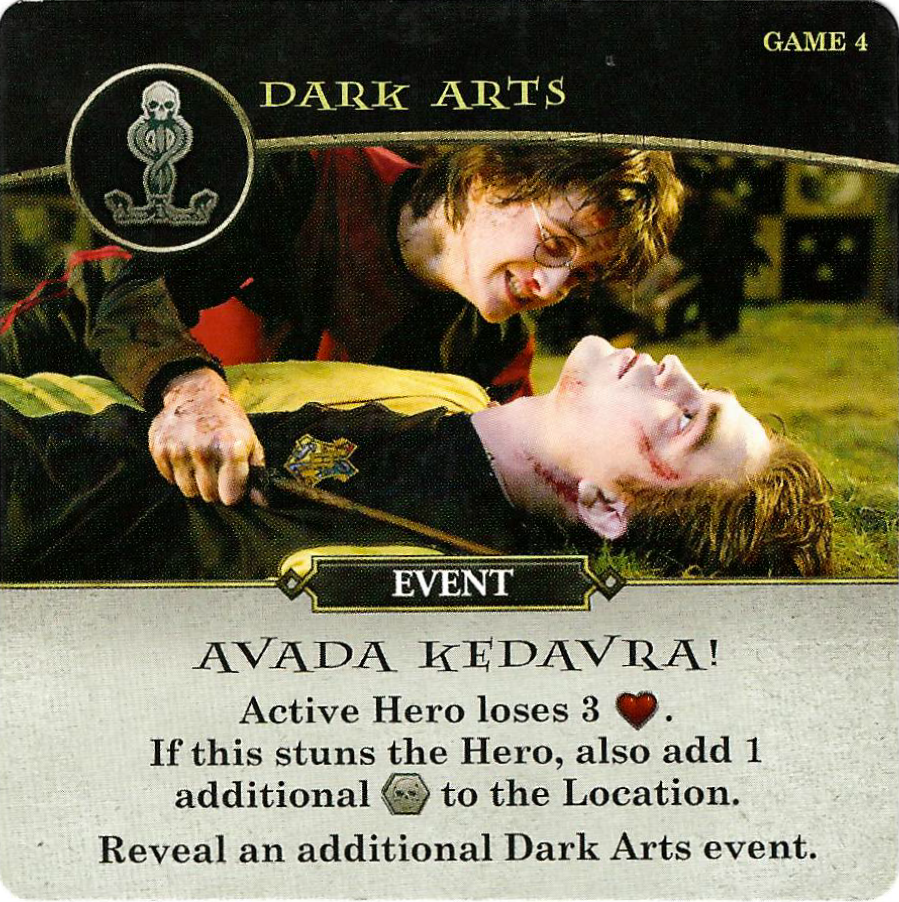 GAME 4
DARK ARTS
EVENT
AVADA KEDAVRA!
Active Hero loses 3 .
If this stuns the Hero, also add 1
additional to the Location.
Reveal an additional Dark Arts event.